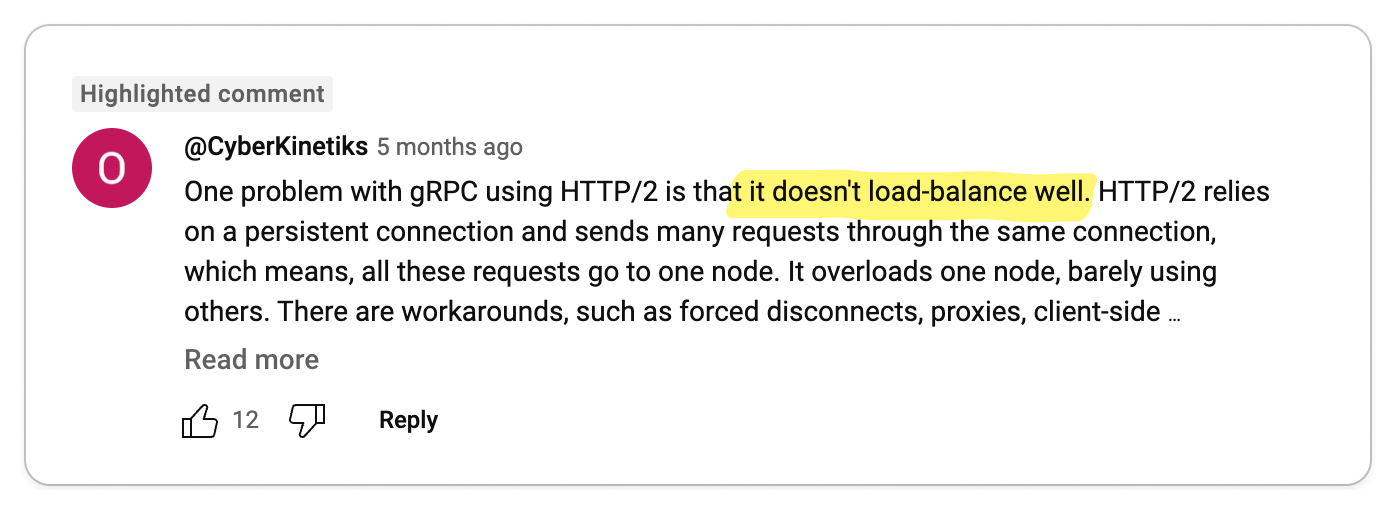 Highlighted comment
O
@CyberKinetiks 5 months ago
One problem with gRPC using HTTP/2 is that it doesn't load-balance well. HTTP/2 relies
on a persistent connection and sends many requests through the same connection,
which means, all these requests go to one node. It overloads one node, barely using
others. There are workarounds, such as forced disconnects, proxies, client-side ...
Read more
12 Reply